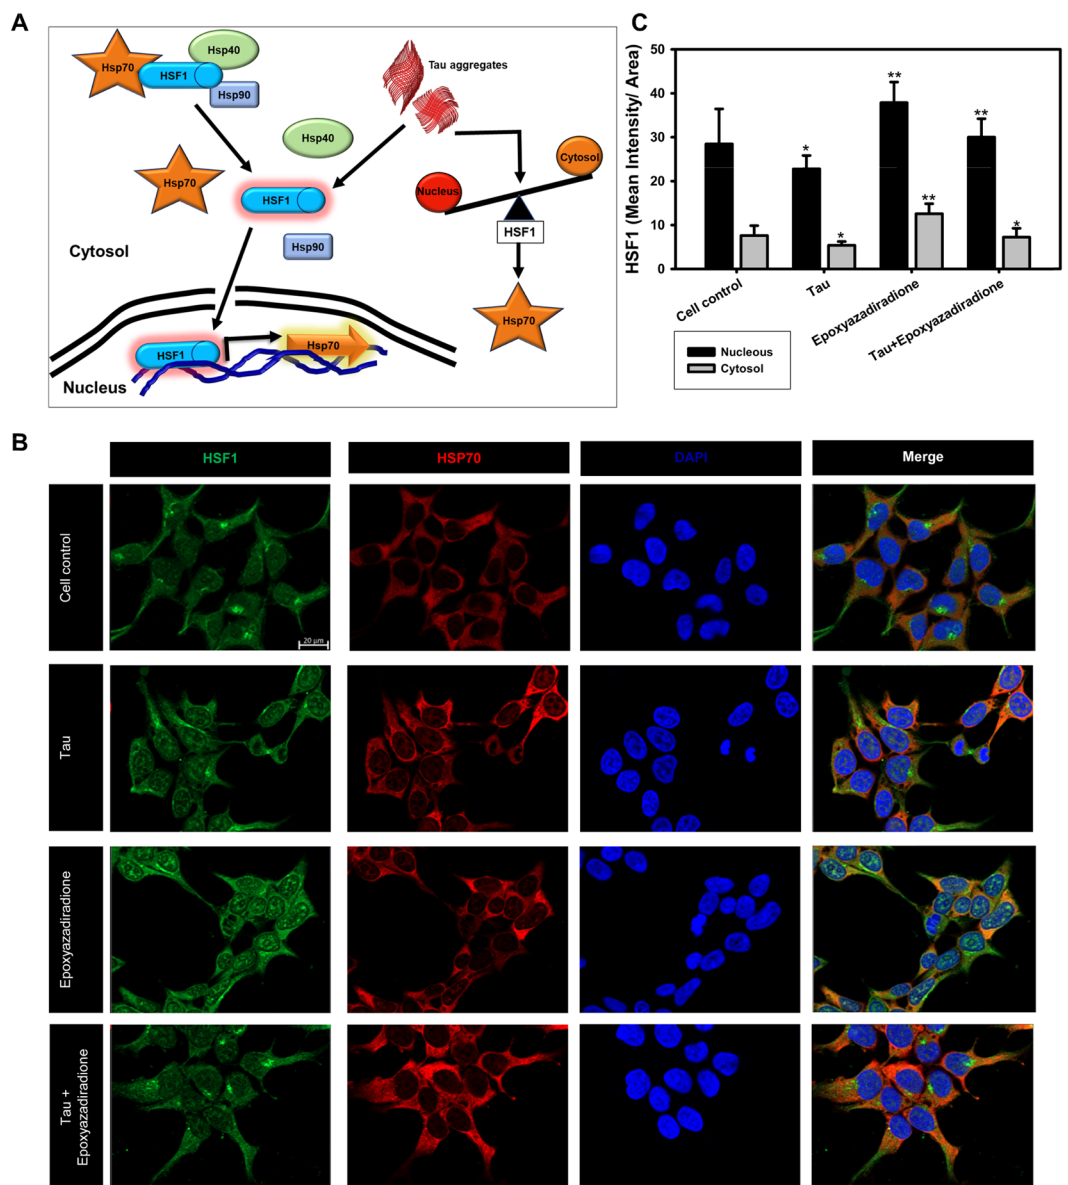 A
Hsp70
HSF1
Hsp40
Hsp90
Tau aggregates
Hsp40
Hsp70
HSF1
Hsp90
Cytosol
Nucleus
Cytosol
HSF1
Hsp70
HSF1
Hsp70
Nucleus
C
HSF1 (Mean Intensity/ Area)
50
40
30
20
10
0
*
*
**
**
**
*
Cell control
Tau
Epoxyazadiradione
Tau+Epoxyazadiradione
Nucleous
Cytosol
B
HSF1
HSP70
DAPI
Merge
Cell control
20 µm
Tau
Epoxyazadiradione
Tau +
Epoxyazadiradione